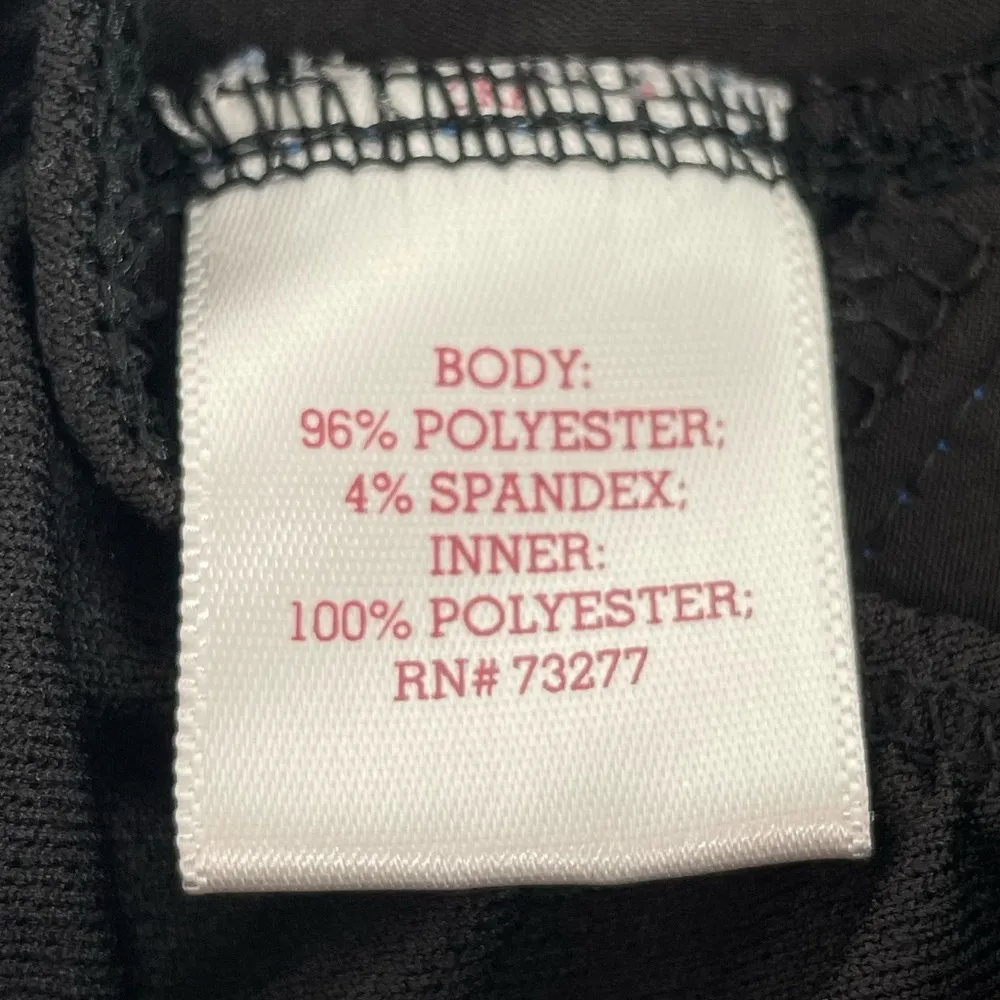 BODY:
96% POLYESTER;
4% SPANDEX;
INNER:
100% POLYESTER;
RN# 73277